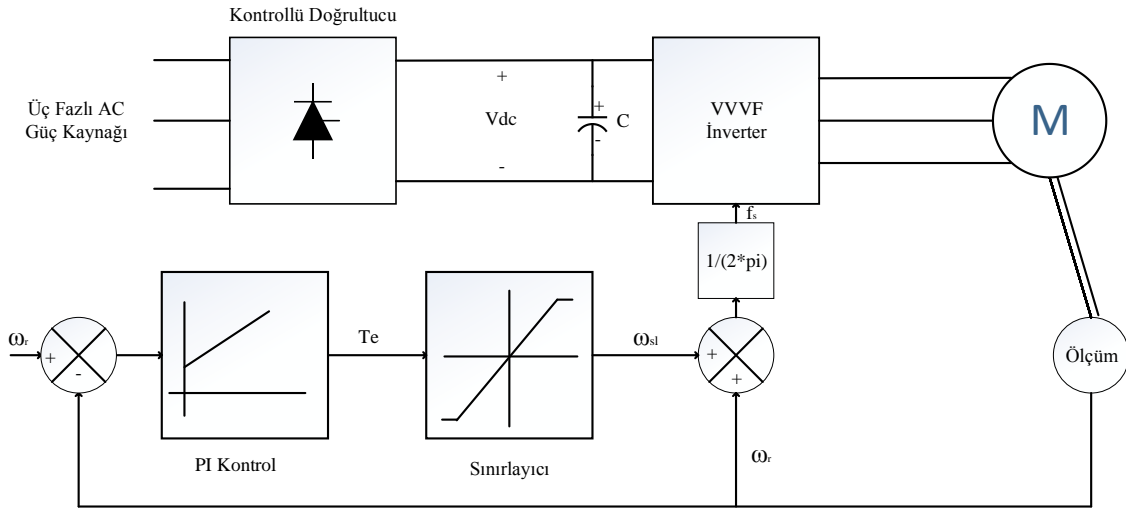 Kontrollü Doğrultucu
Üç Fazlı AC
Güç Kaynağı
+
Vdc
-
+
C
-
VVVF
İnverter
M
fs
1/(2*pi)
ωr
+
-
Te
ωsl
+
+
Ölçüm
PI Kontrol
Sınırlayıcı
ωr